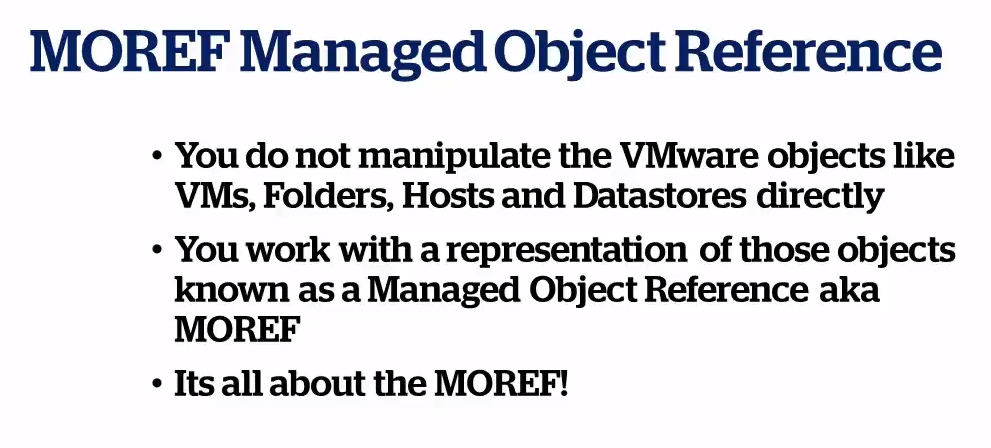 MOREF Managed Object Reference
• You do not manipulate the VMware objects like
VMs, Folders, Hosts and Datastores directly
• You work with a representation of those objects
known as a Managed Object Reference aka
MOREF
• Its all about the MOREF!